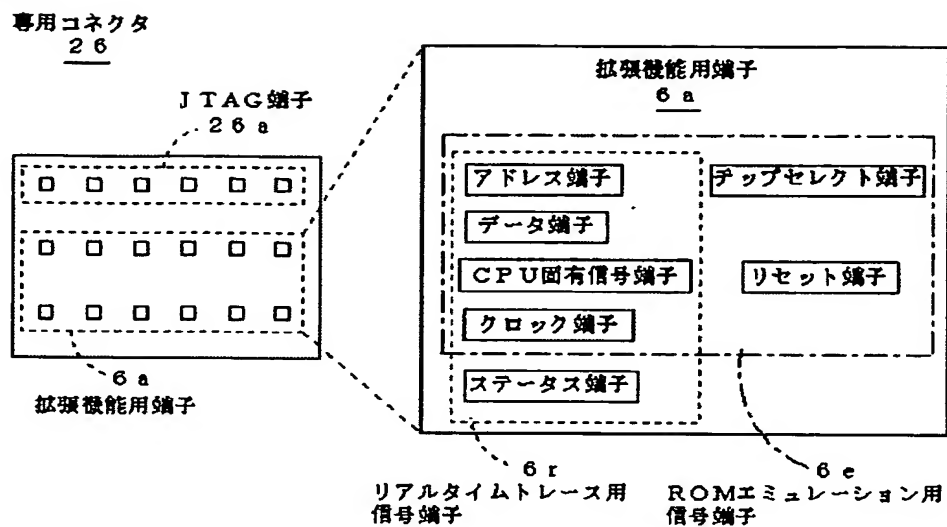 専用コネクタ
26
JTAG端子
26a
6a
拡張機能用端子
拡張機能用端子
6a
アドレス端子
チップセレクト端子
データ端子
CPU固有信号端子
リセット端子
クロック端子
ステータス端子
6r
リアルタイムトレース用
信号端子
6e
ROMエミュレーション用
信号端子